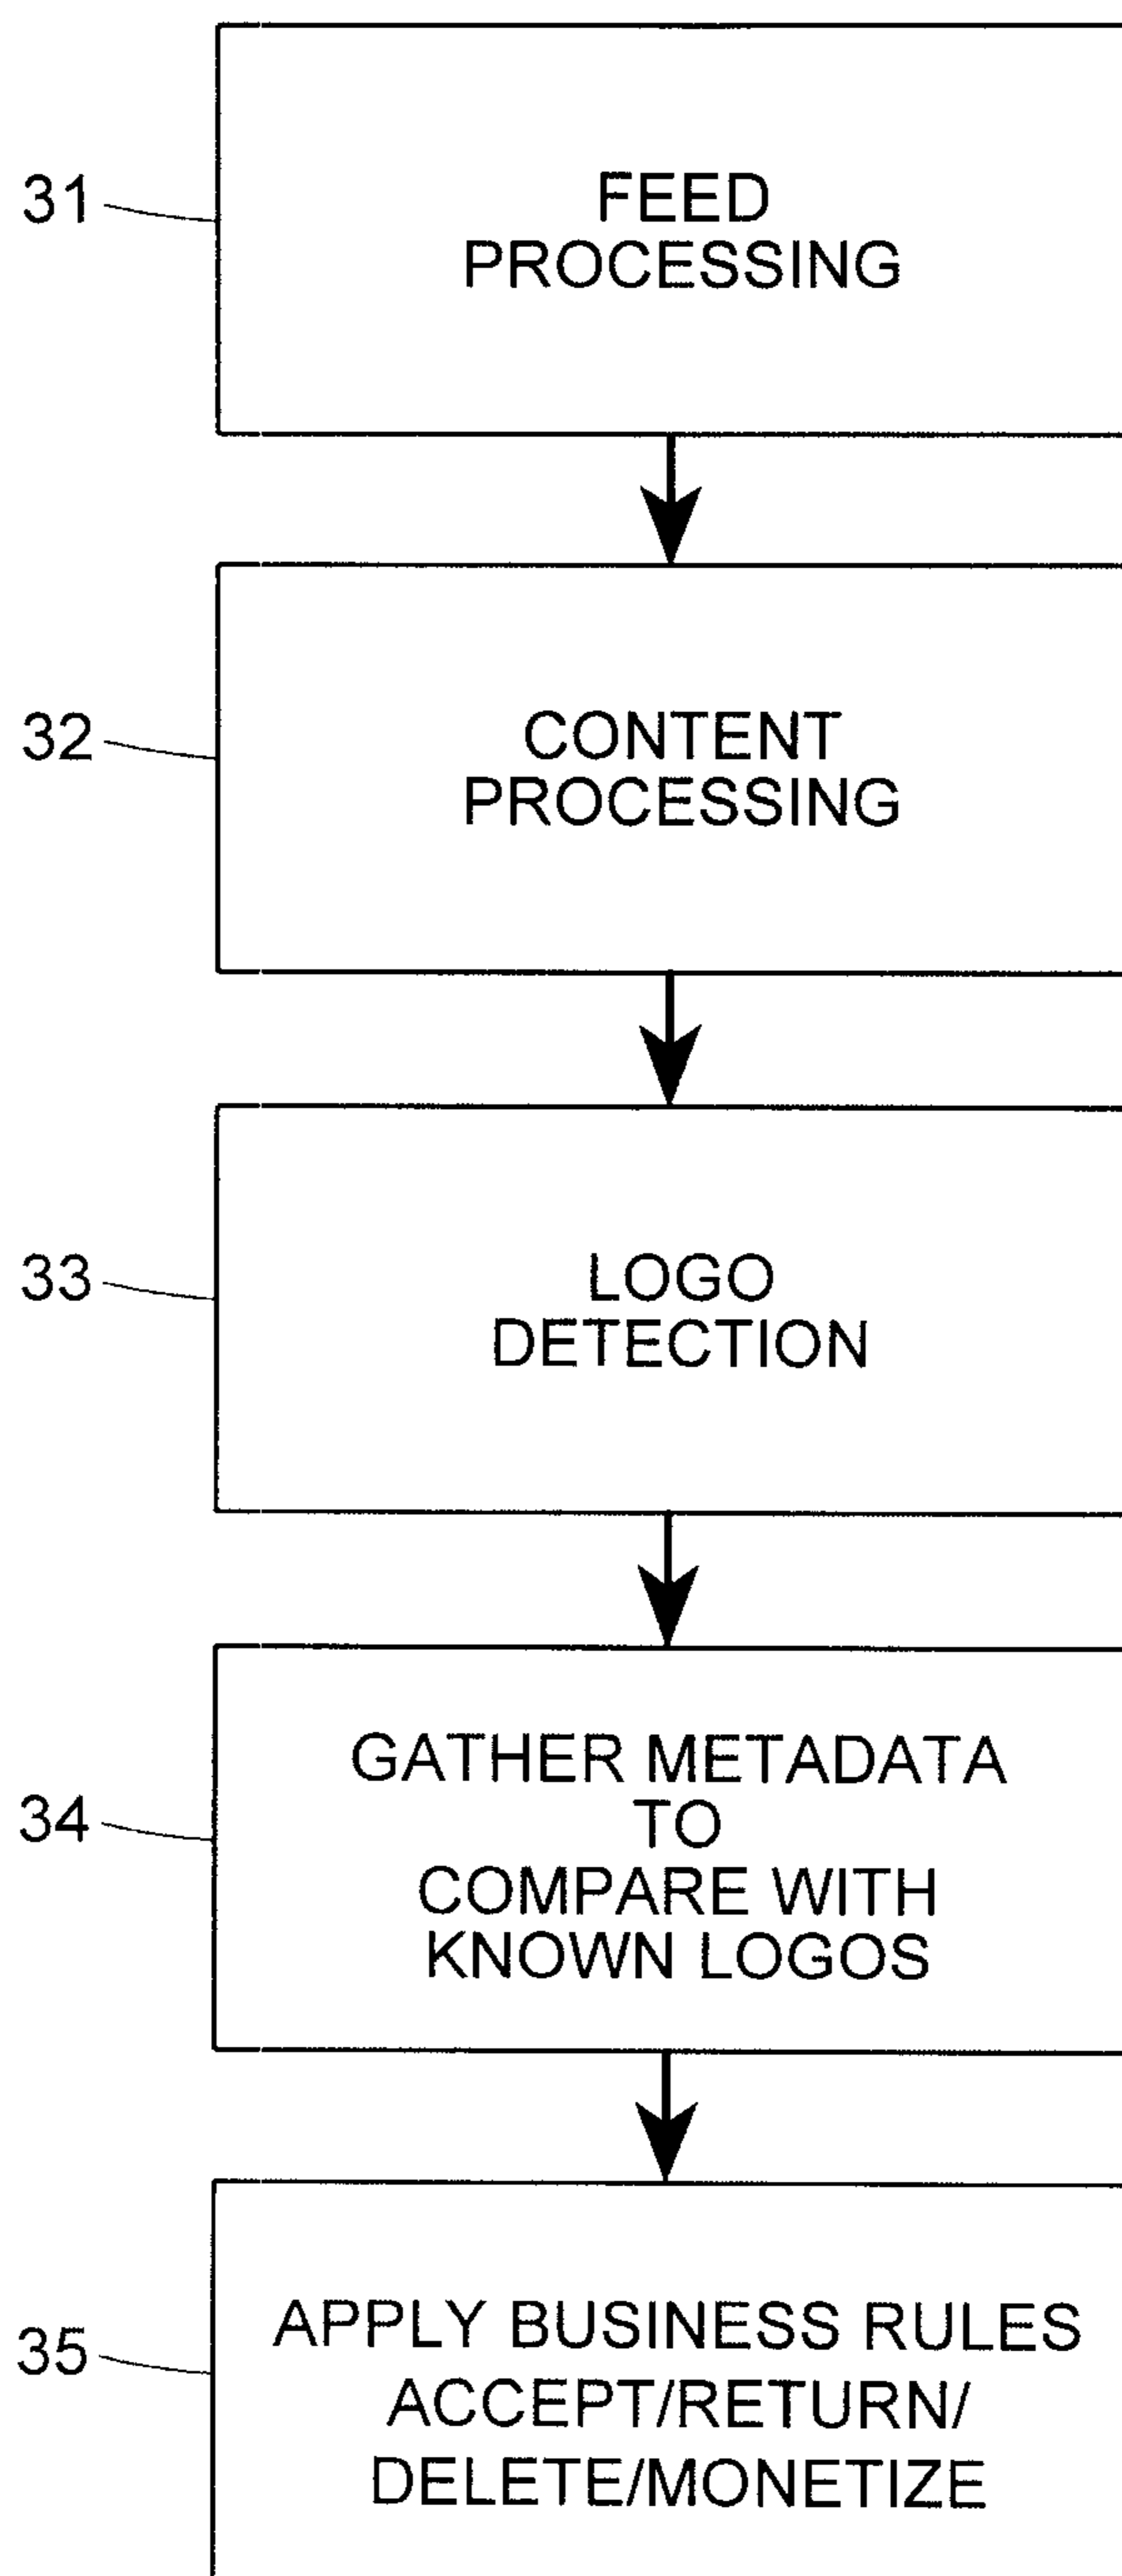 31
FEED
PROCESSING
32
CONTENT
PROCESSING
33
LOGO
DETECTION
34
GATHER METADATA
TO
COMPARE WITH
KNOWN LOGOS
35
APPLY BUSINESS RULES
ACCEPT/RETURN/
DELETE/MONETIZE